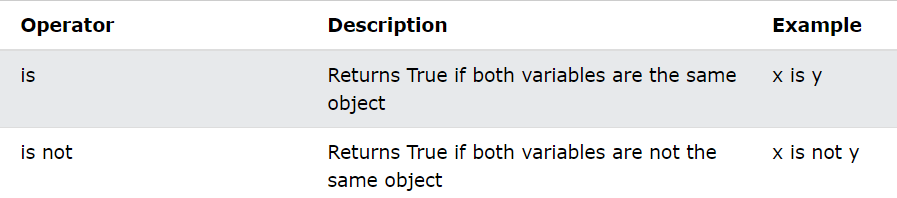 Operator Description Example
is Returns True if both variables are the same x is y
object
is not Returns True if both variables are not the x is not y
same object